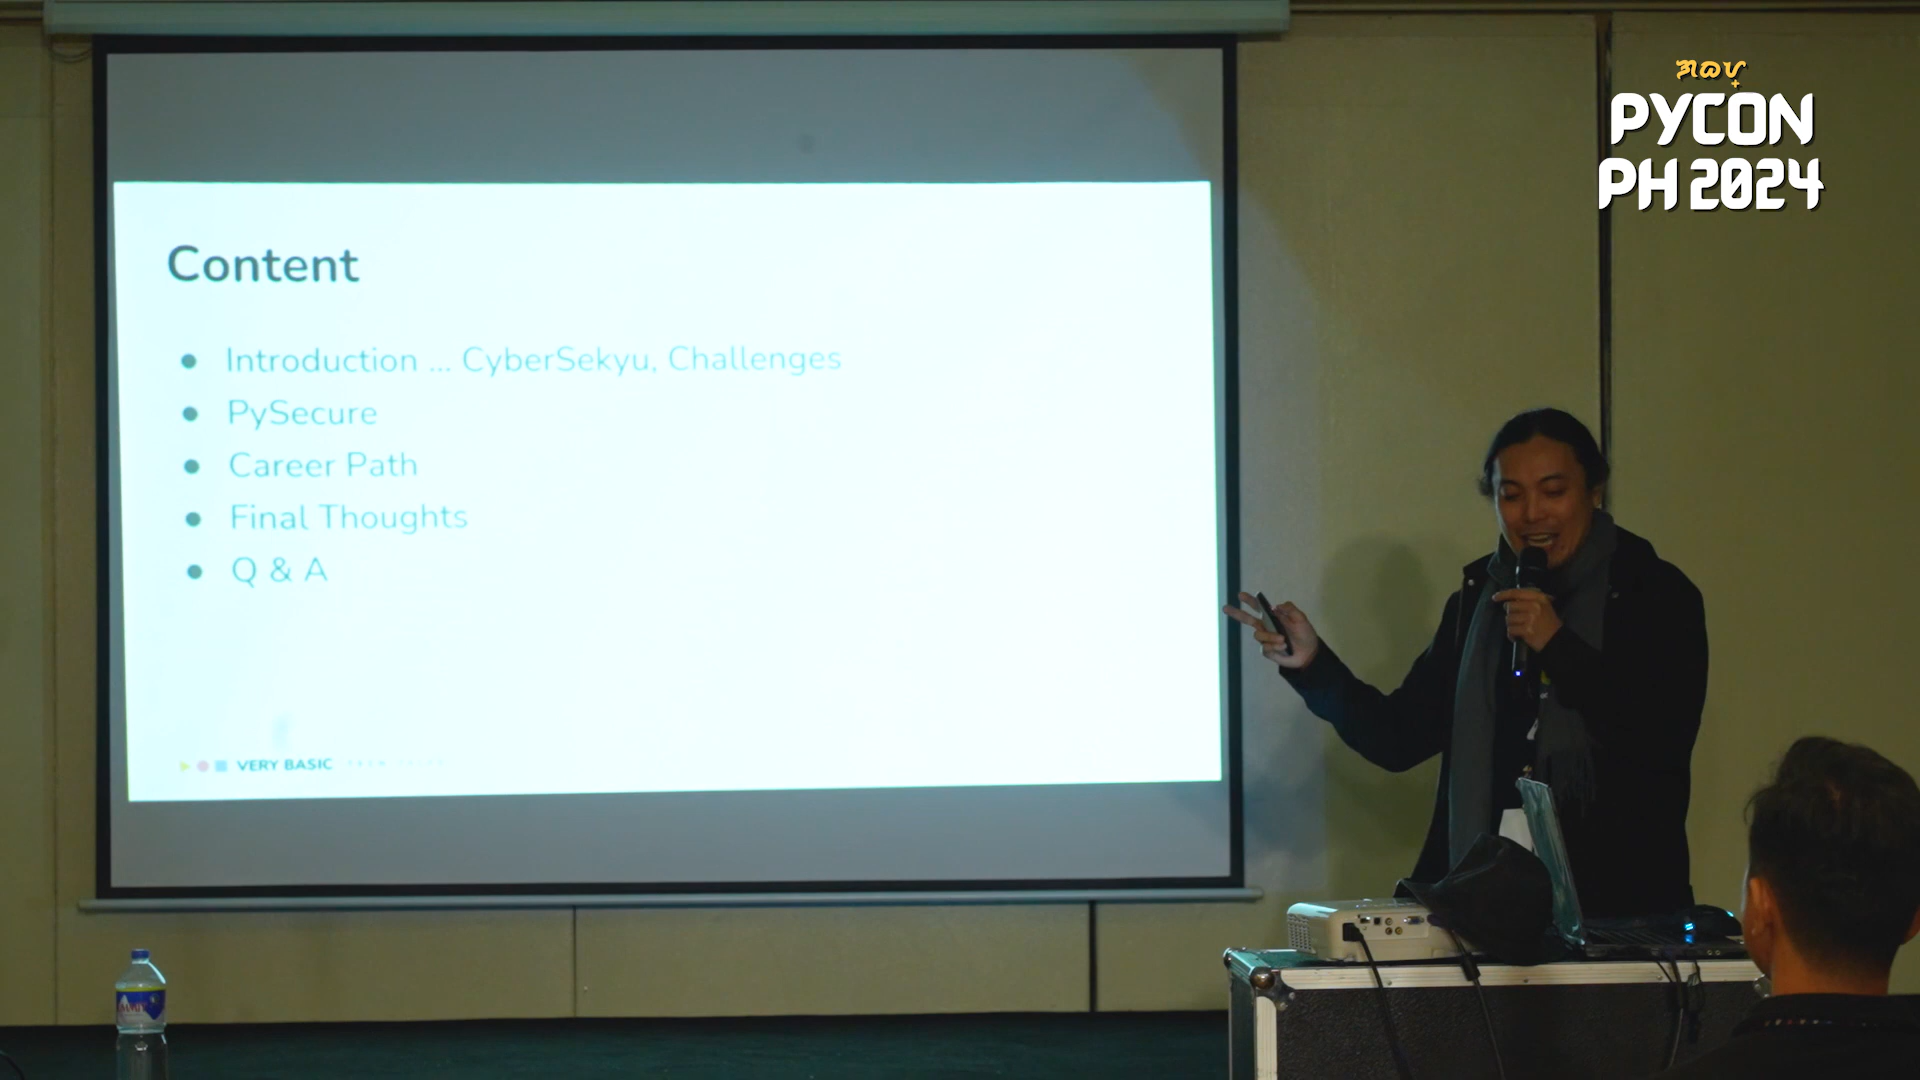 PYCON
PH 2024
Content
Introduction ... CyberSekyu, Challenges
PySecure
Career Path
Final Thoughts
Q & A
VERY BASIC